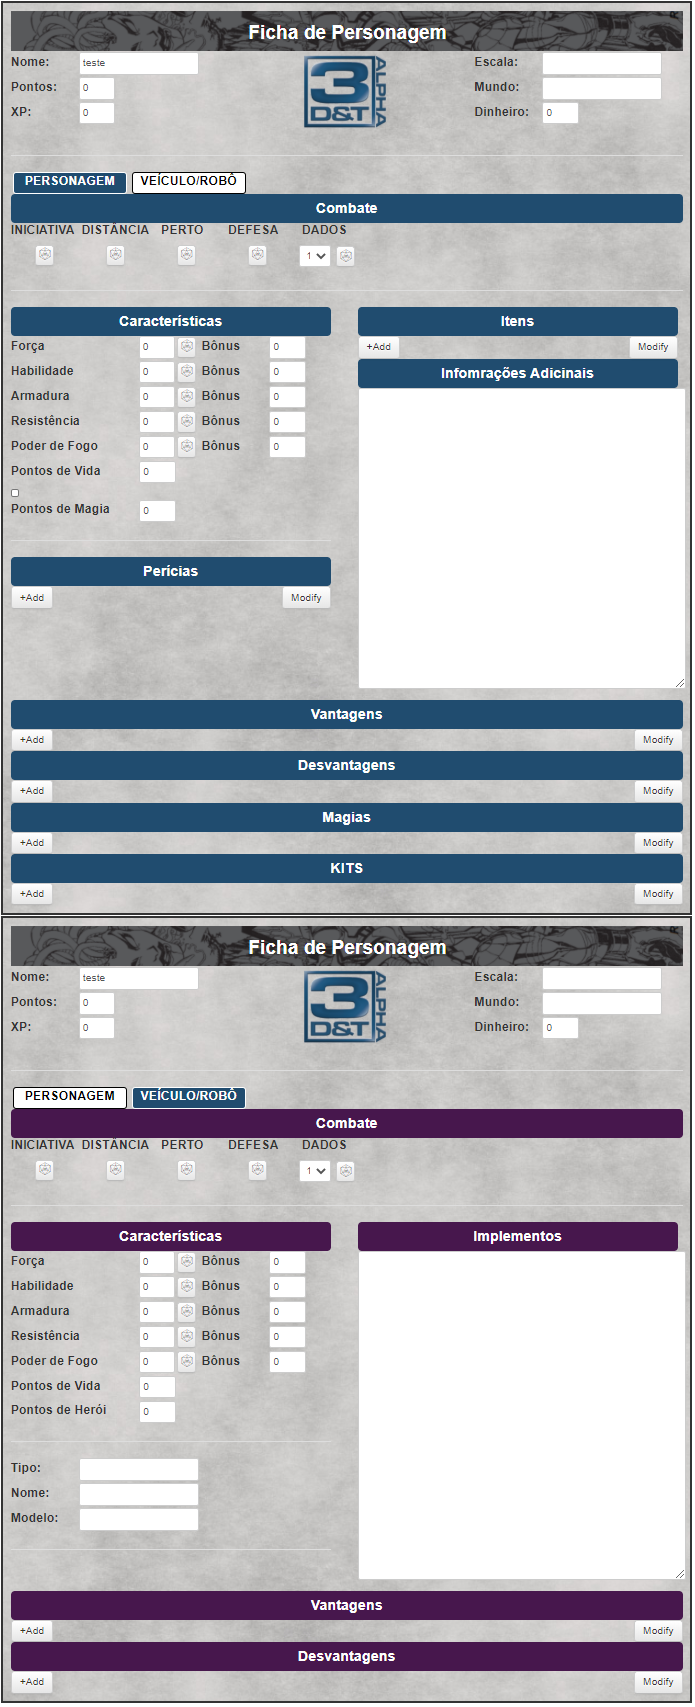 Ficha de Personagem
Nome: teste
Escala:
Pontos: 0
Mundo:
XP: 0
Dinheiro: 0
3
D&T
ALPHA
PERSONAGEM VEÍCULO/ROBÔ
Combate
INICIATIVA DISTÂNCIA PERTO DEFESA DADOS
1
Características
Força 0 Bônus 0
Habilidade 0 Bônus 0
Armadura 0 Bônus 0
Resistência 0 Bônus 0
Poder de Fogo 0 Bônus 0
Pontos de Vida 0
Pontos de Magia 0
Perícias
+Add Modify
Itens
+Add Modify
Infomrações Adicinais
Vantagens
+Add Modify
Desvantagens
+Add Modify
Magias
+Add Modify
KITS
+Add Modify
Ficha de Personagem
Nome: teste
Escala:
Pontos: 0
Mundo:
XP: 0
Dinheiro: 0
3
D&T
ALPHA
PERSONAGEM VEÍCULO/ROBÔ
Combate
INICIATIVA DISTÂNCIA PERTO DEFESA DADOS
1
Características
Força 0 Bônus 0
Habilidade 0 Bônus 0
Armadura 0 Bônus 0
Resistência 0 Bônus 0
Poder de Fogo 0 Bônus 0
Pontos de Vida 0
Pontos de Herói 0
Tipo:
Nome:
Modelo:
Implementos
Vantagens
+Add Modify
Desvantagens
+Add Modify